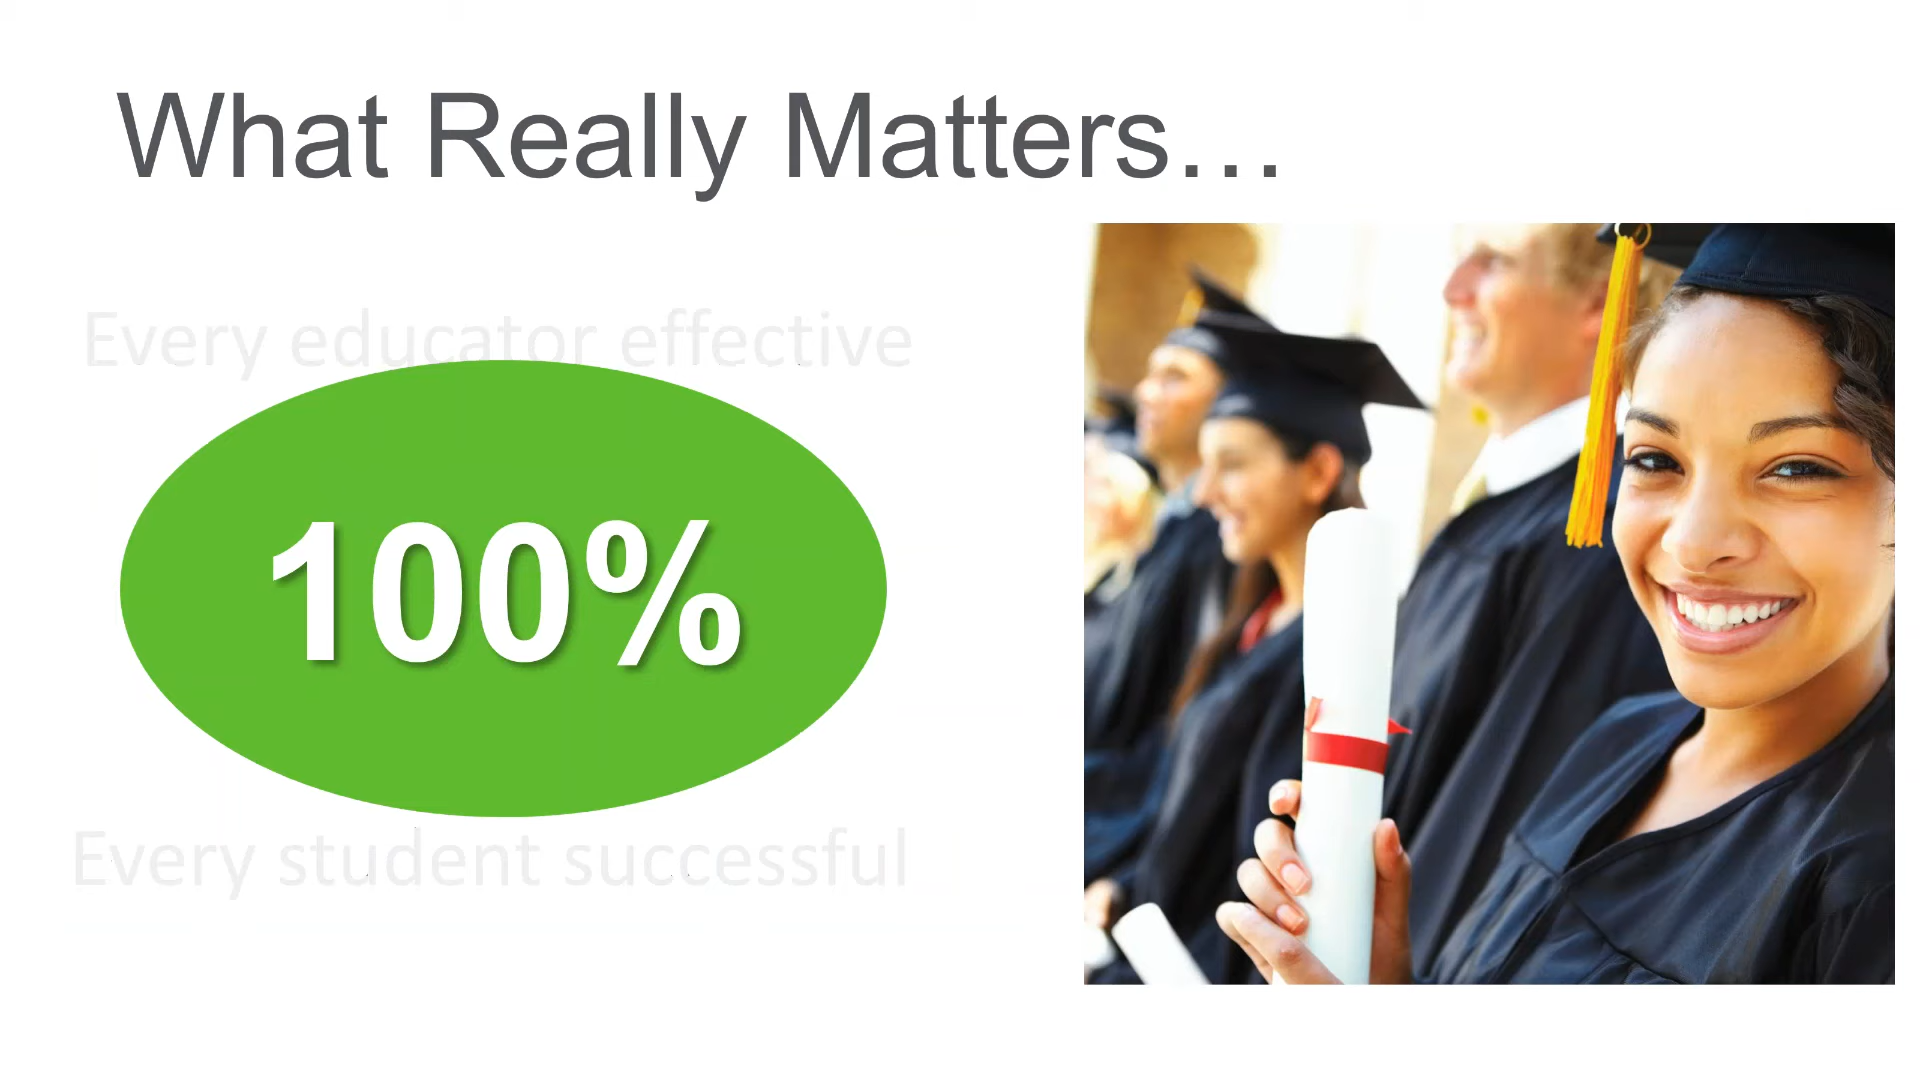 What Really Matters…
Every educator effective
100%
Every student successful